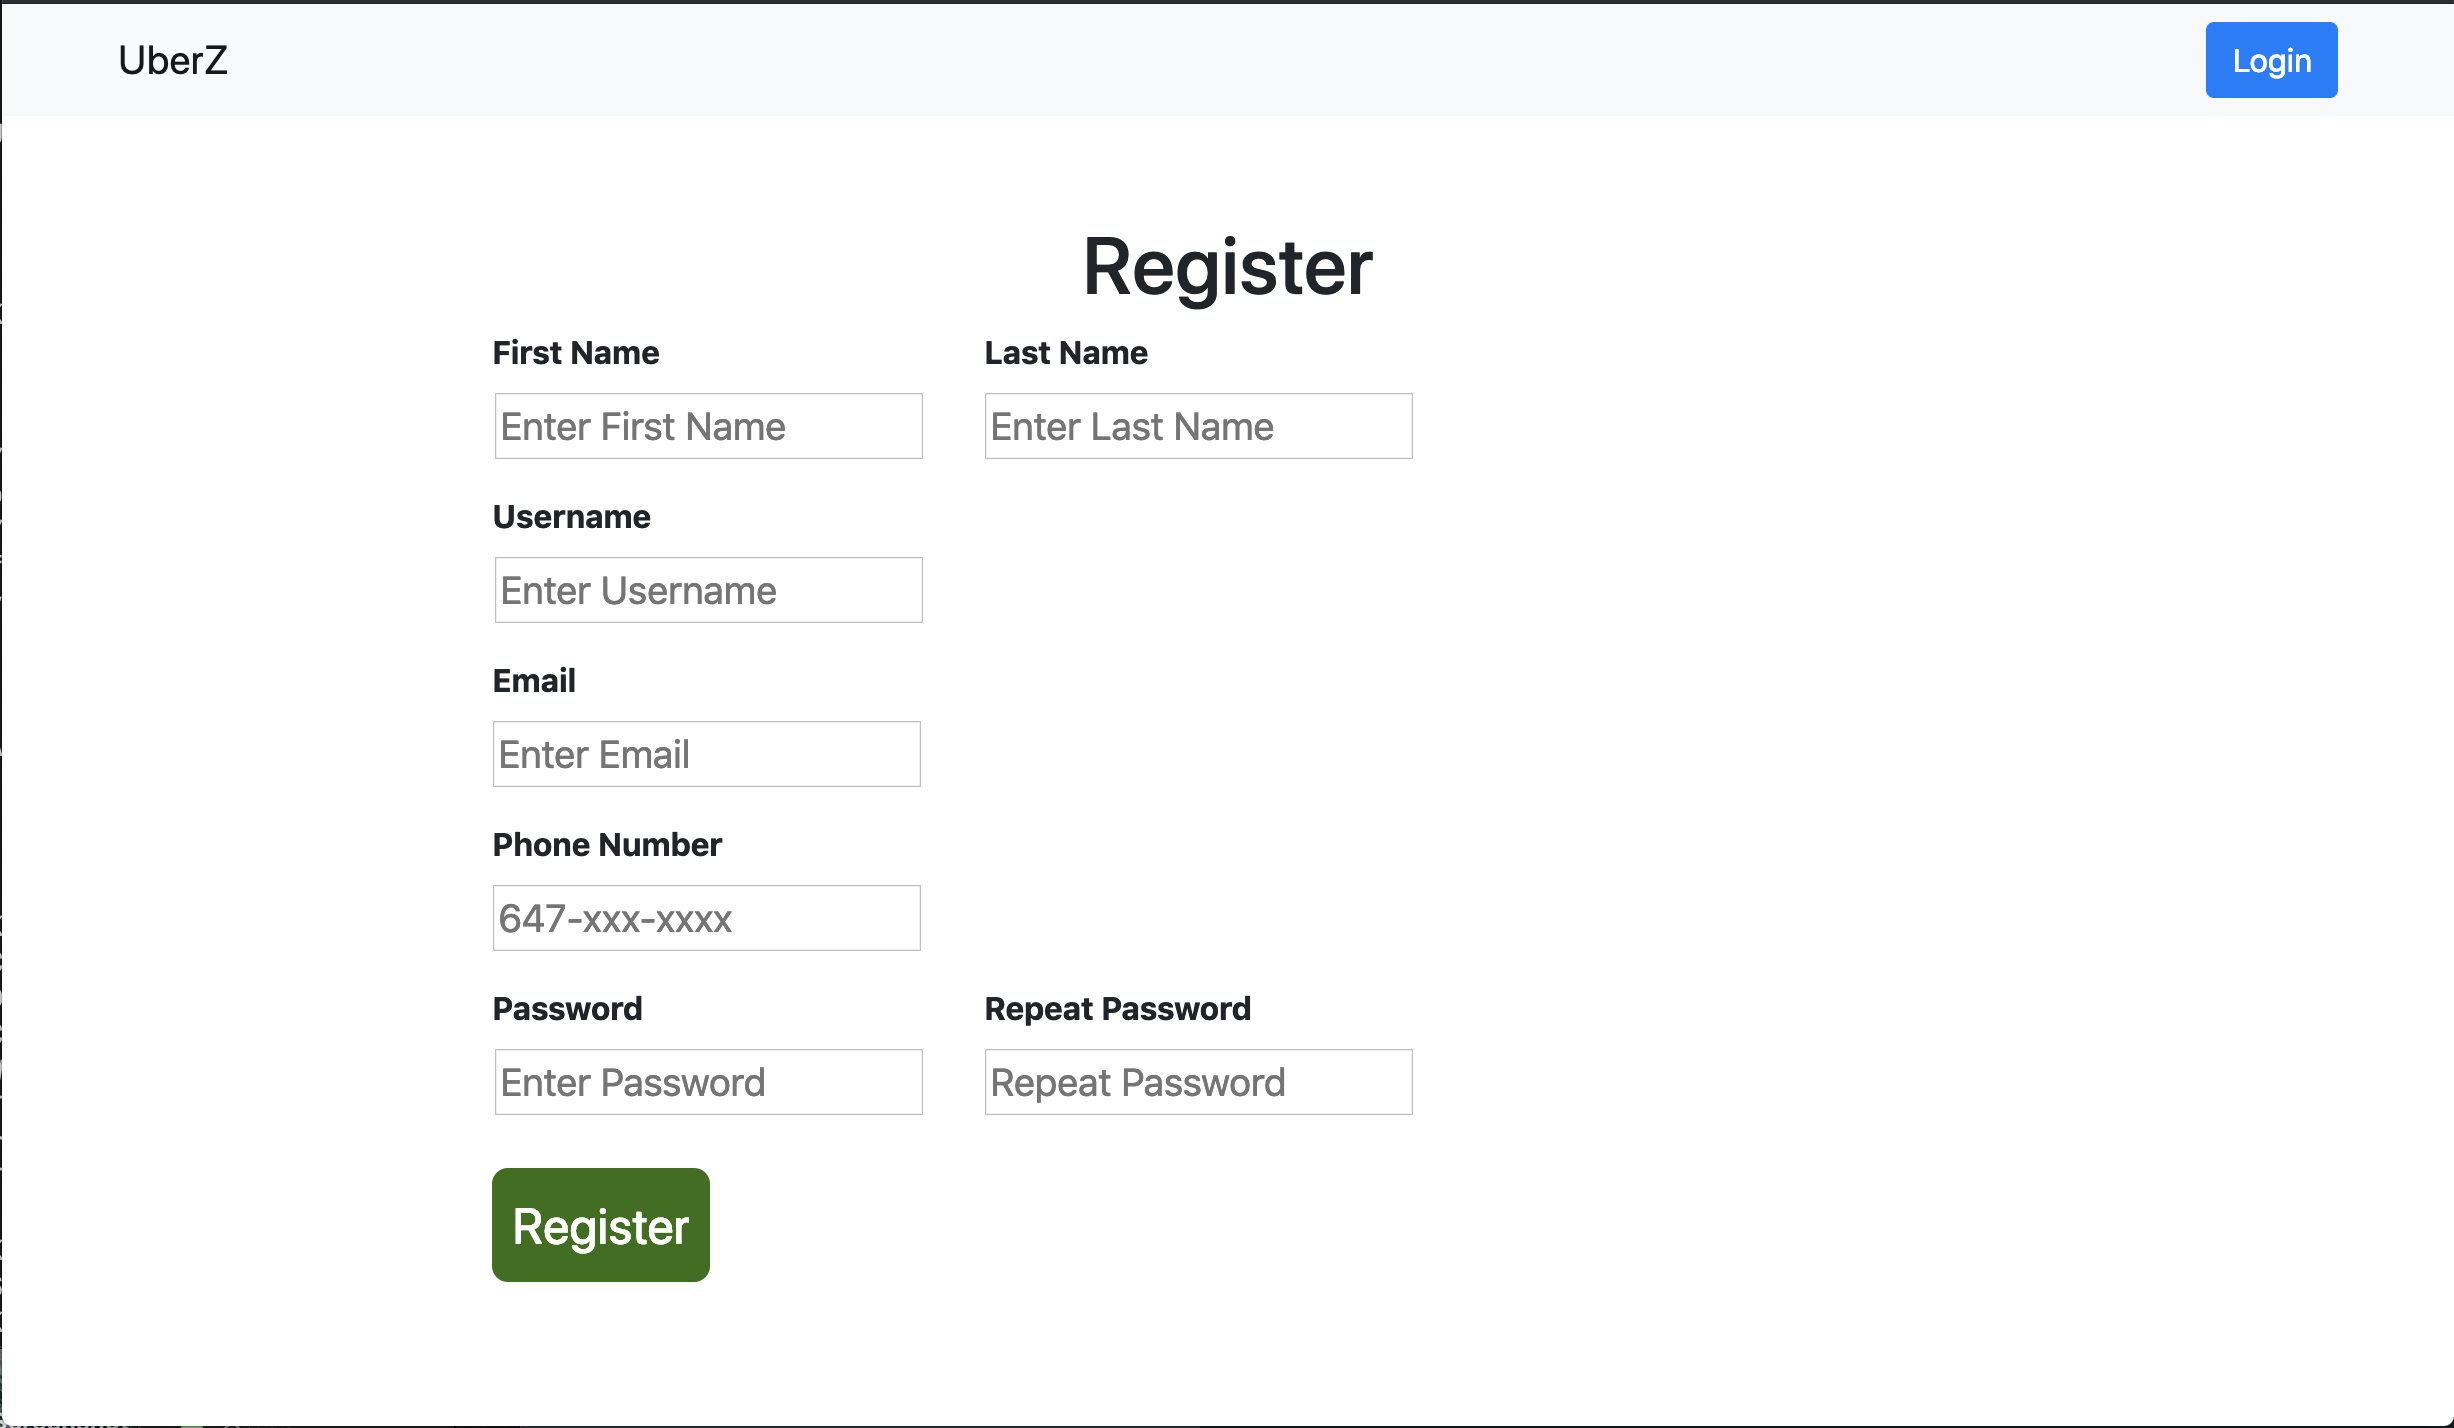 UberZ
Login
Register
First Name
Last Name
Enter First Name
Enter Last Name
Username
Enter Username
Email
Enter Email
Phone Number
647-xxx-xxxx
Password
Repeat Password
Enter Password
Repeat Password
Register